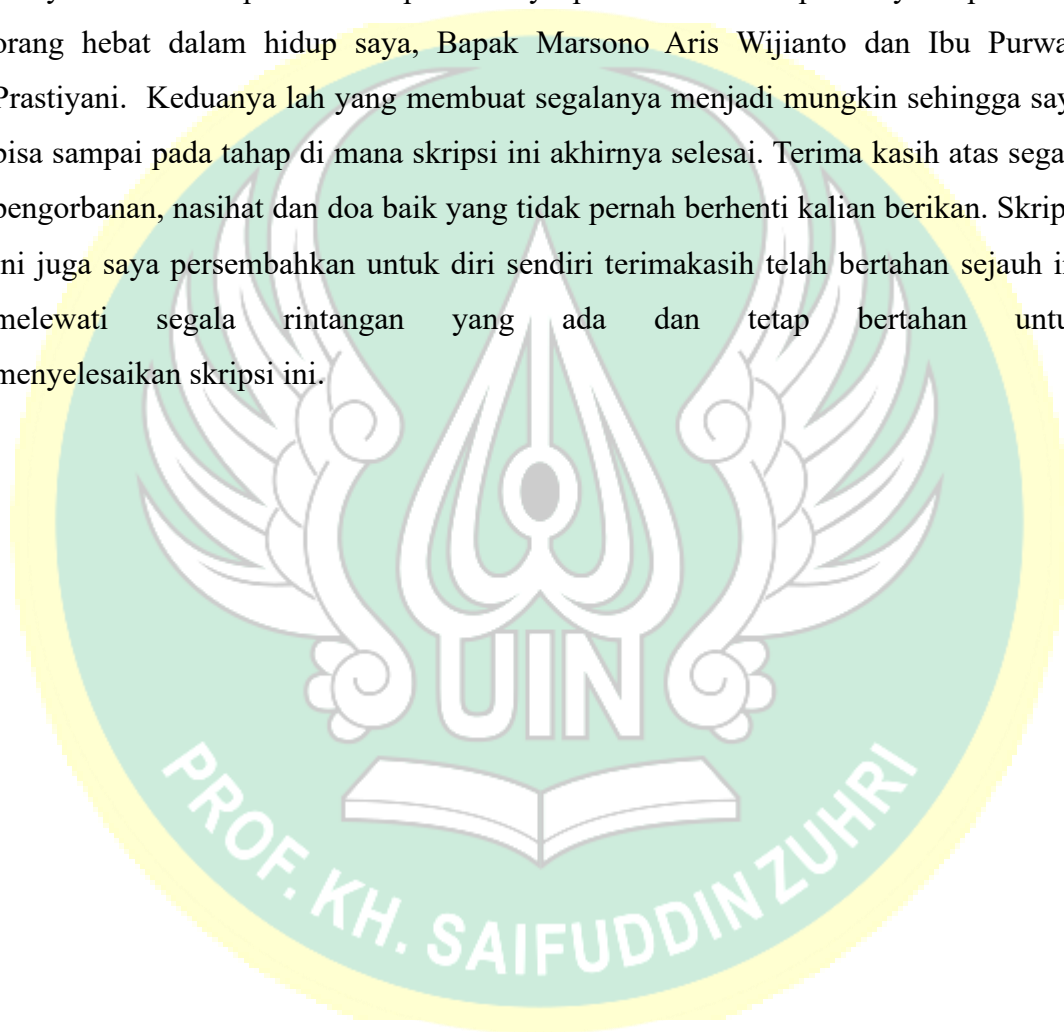 orang hebat dalam hidup saya, Bapak Marsono Aris Wijianto dan Ibu Purwa
Prastiyani. Keduanya lah yang membuat segalanya menjadi mungkin sehingga say
bisa sampai pada tahap di mana skripsi ini akhirnya selesai. Terima kasih atas sega
pengorbanan, nasihat dan doa baik yang tidak pernah berhenti kalian berikan. Skrip
ini juga saya persembahkan untuk diri sendiri terimakasih telah bertahan sejauh i
melewati segala rintangan yang ada dan tetap bertahan untu
menyelesaikan skripsi ini.
UIN
PROF. KH. SAIFUDDIN ZUHRI